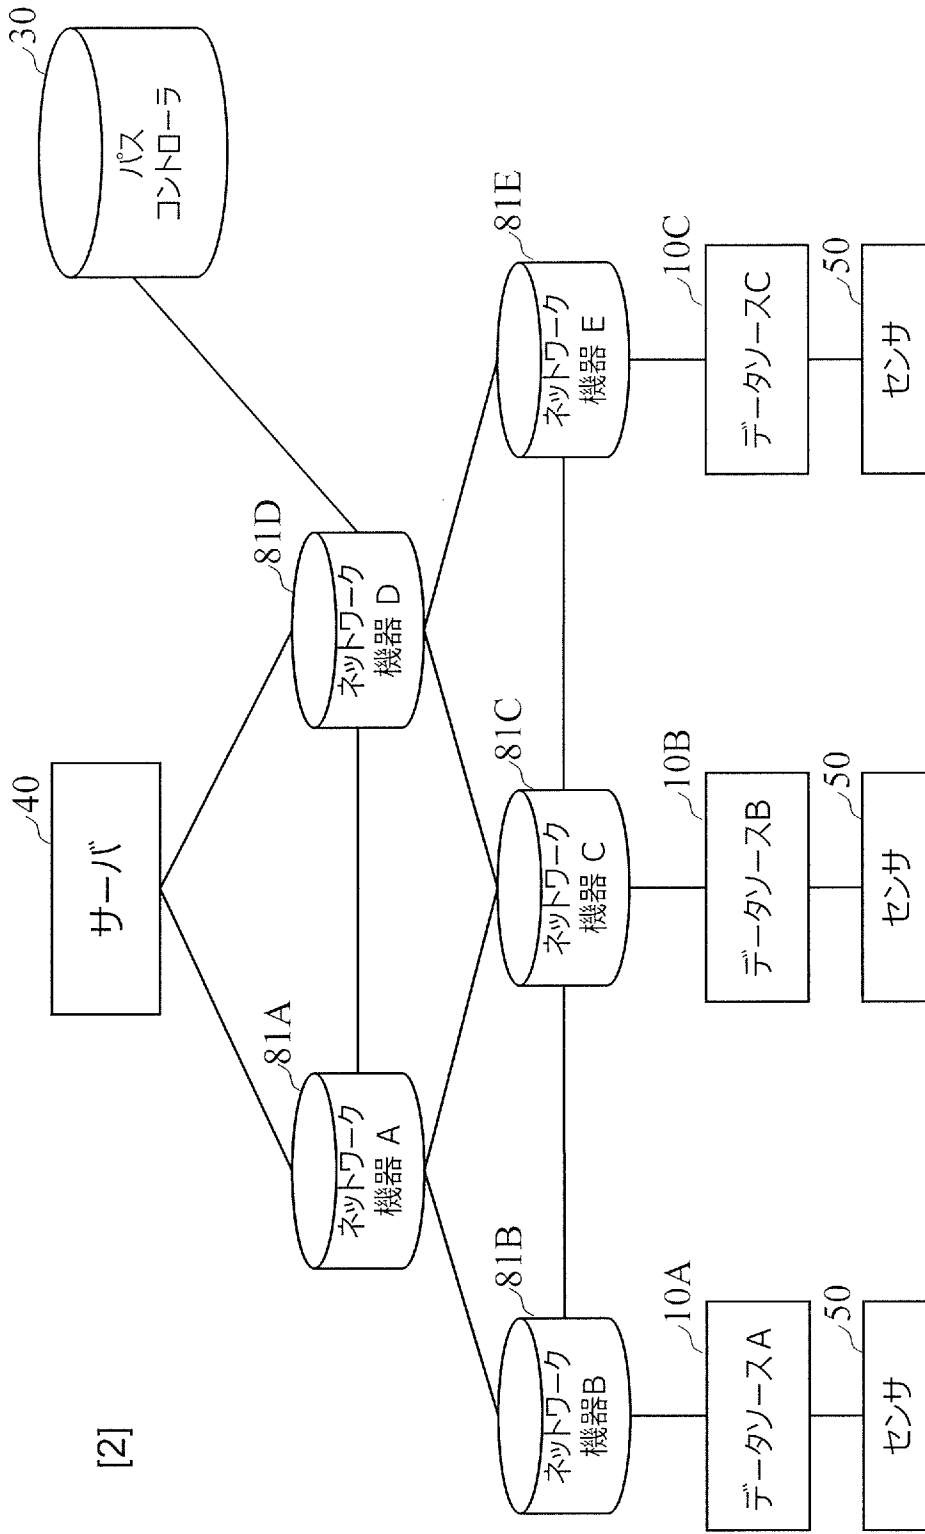 [2]
40
サーバ
30
パス
コントローラ
81A
ネットワーク
機器 A
81D
ネットワーク
機器 D
81B
ネットワーク
機器B
81C
ネットワーク
機器 C
81E
ネットワーク
機器 E
10A
データソースA
10B
データソースB
10C
データソースC
50
センサ
50
センサ
50
センサ